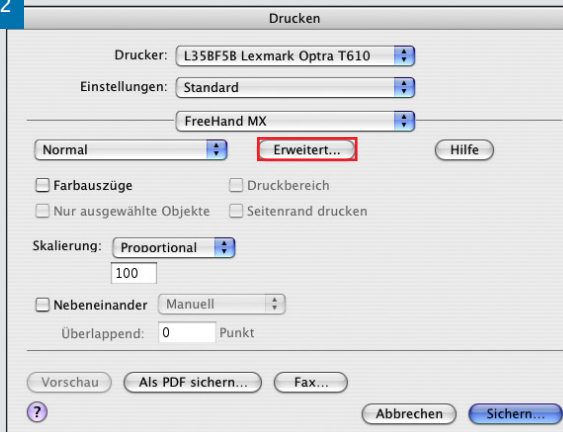 2
Drucken
Drucker: L35BF5B Lexmark Optra T610
Einstellungen: Standard
FreeHand MX
Normal Erweitert... Hilfe
Farbauszüge Druckbereich
Nur ausgewählte Objekte Seitenrand drucken
Skalierung: Proportional
100
Nebeneinander Manuell
Überlappend: 0 Punkt
Vorschau Als PDF sichern... Fax...
? Abbrechen Sichern...